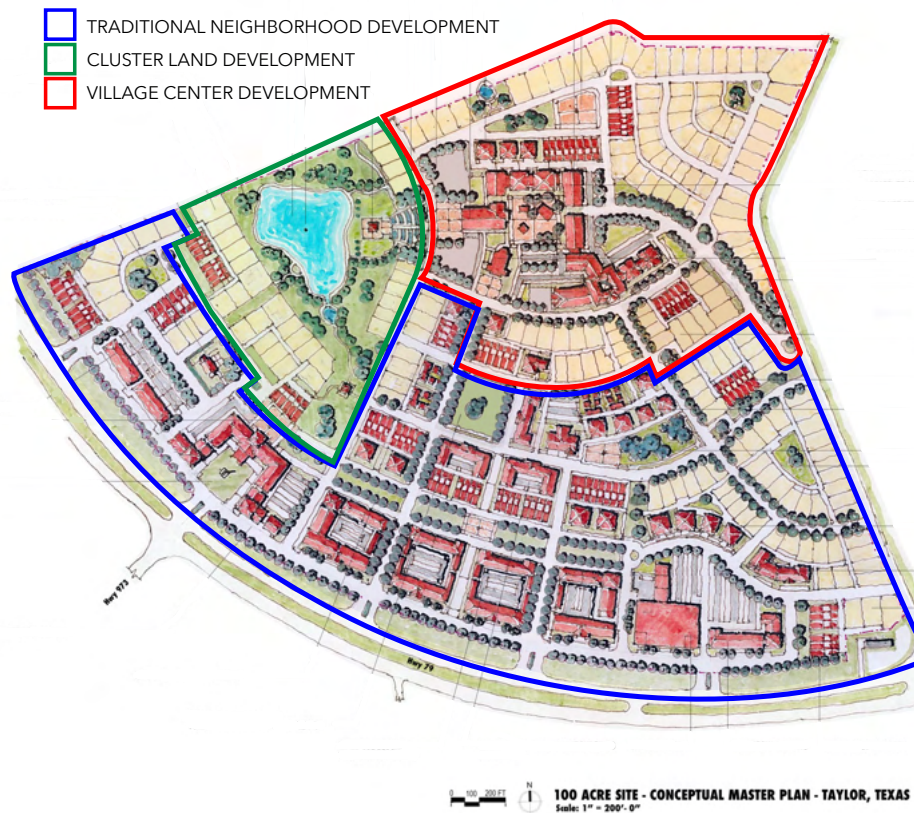 TRADITIONAL NEIGHBORHOOD DEVELOPMENT
CLUSTER LAND DEVELOPMENT
VILLAGE CENTER DEVELOPMENT
Hwy 973
Hwy 79
0 100 200 FT
N
100 ACRE SITE - CONCEPTUAL MASTER PLAN - TAYLOR, TEXAS
Scale: 1" = 200'- 0"